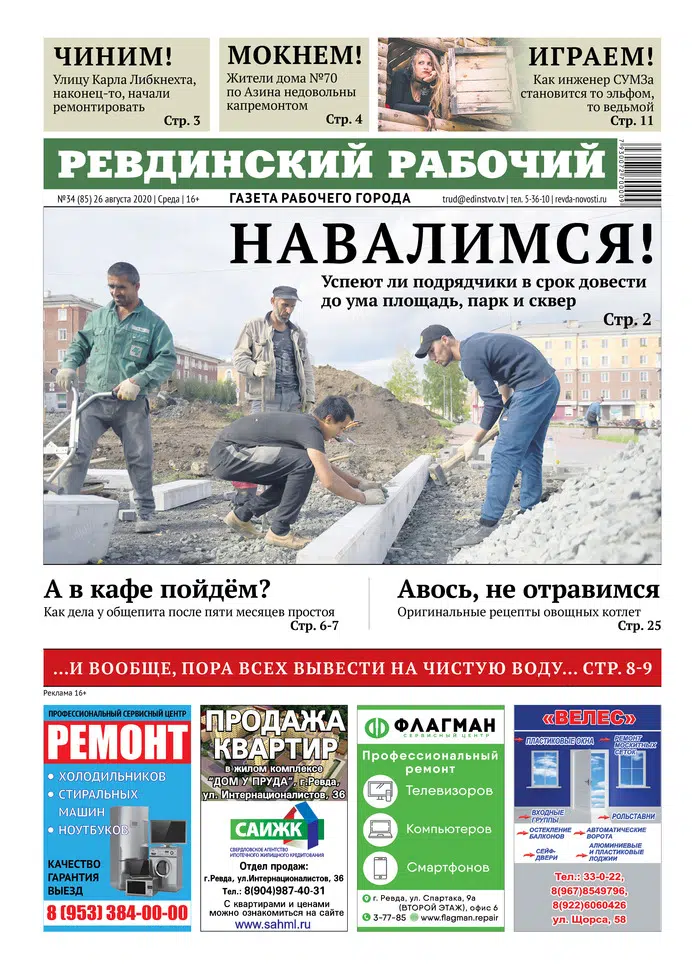 ЧИНИМ!
Улицу Карла Либкнехта,
наконец-то, начали
ремонтировать
Стр. 3
МОКНЕМ!
Жители дома №70
по Азина недовольны
капремонтом
Стр. 4
ИГРАЕМ!
Как инженер СУМЗа
становится то эльфом,
то ведьмой
Стр. 11
РЕВДИНСКИЙ РАБОЧИЙ
№34 (85) 26 августа 2020 | Среда | 16+
ГАЗЕТА РАБОЧЕГО ГОРОДА
trud@edinstvo.tv | тел. 5-36-10 | revda-novosti.ru
НАВАЛИМСЯ!
Успеют ли подрядчики в срок довести
до ума площадь, парк и сквер
Стр. 2
А в кафе пойдём?
Как дела у общепита после пяти месяцев простоя
Стр. 6-7
Авось, не отравимся
Оригинальные рецепты овощных котлет
Стр. 25
...И ВООБЩЕ, ПОРА ВСЕХ ВЫВЕСТИ НА ЧИСТУЮ ВОДУ... СТР. 8-9
Реклама 16+
ПРОФЕССИОНАЛЬНЫЙ СЕРВИСНЫЙ ЦЕНТР
РЕМОНТ
• ХОЛОДИЛЬНИКОВ
• СТИРАЛЬНЫХ
МАШИН
• НОУТБУКОВ
КАЧЕСТВО
ГАРАНТИЯ
ВЫЕЗД
8 (953) 384-00-00
ПРОДАЖА
КВАРТИР
в жилом комплексе
"ДОМ У ПРУДА", г.Ревда,
ул. Интернационалистов, 36
САИЖК
СВЕРДЛОВСКОЕ АГЕНТСТВО
ИПОТЕЧНОГО ЖИЛИЩНОГО КРЕДИТОВАНИЯ
Отдел продаж:
г.Ревда, ул.Интернационалистов, 36
Тел.: 8(904)987-40-31
С квартирами и ценами
можно ознакомиться на сайте
www.sahml.ru
ФЛАГМАН
СЕРВИСНЫЙ ЦЕНТР
Профессиональный
ремонт
Телевизоров
Компьютеров
Смартфонов
г. Ревда, ул. Спартака, 9а
(ВТОРОЙ ЭТАЖ), офис 6
3-77-85 www.flagman.repair
«ВЕЛЕС»
ПЛАСТИКОВЫЕ ОКНА
РЕМОНТ
МОСКИТНЫХ
СЕТОК
ВХОДНЫЕ
ГРУППЫ
РОЛЬСТАВНИ
ОСТЕКЛЕНИЕ
БАЛКОНОВ
АВТОМАТИЧЕСКИЕ
ВОРОТА
СЕЙФ-
ДВЕРИ
АЛЮМИНИЕВЫЕ
И ПЛАСТИКОВЫЕ
ЛОДЖИИ
Тел.: 33-0-22,
8(967)8549796,
8(922)6060426
ул. Щорса, 58